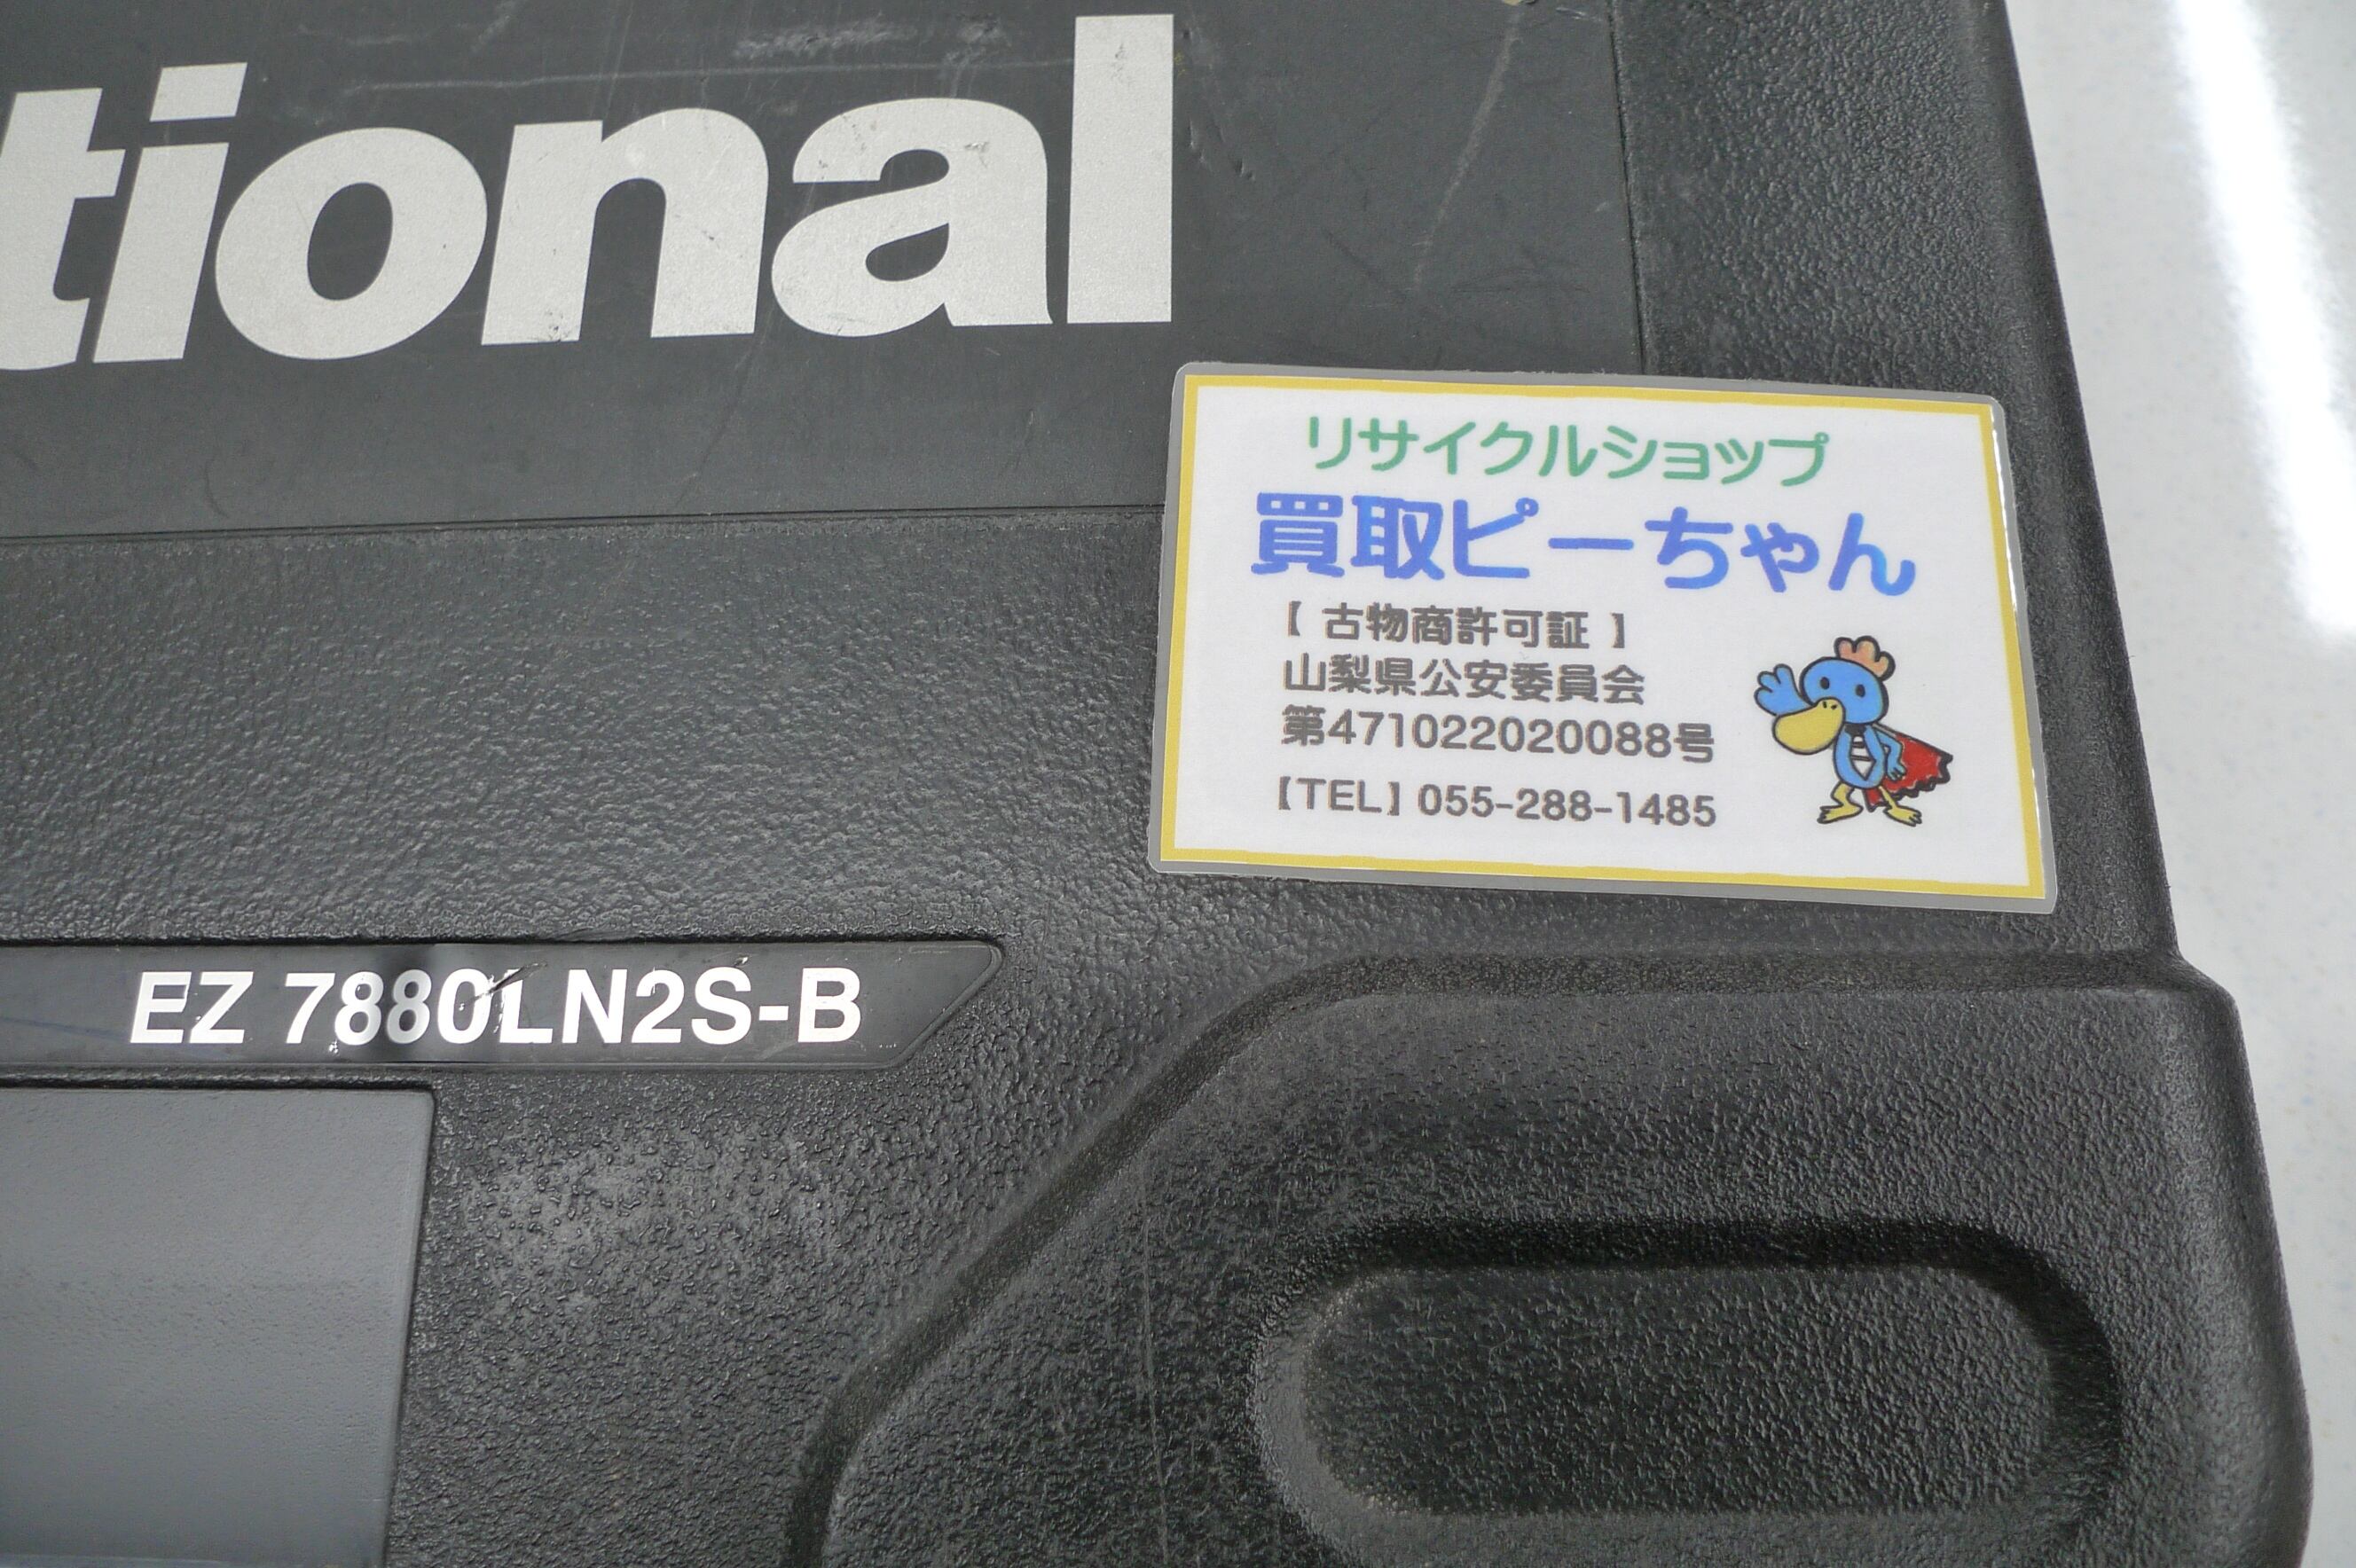 tional
リサイクルショップ
買取ピーちゃん
【 古物商許可証 】
山梨県公安委員会
第471022020088号
【TEL】 055-288-1485
EZ 7880LN2S-B